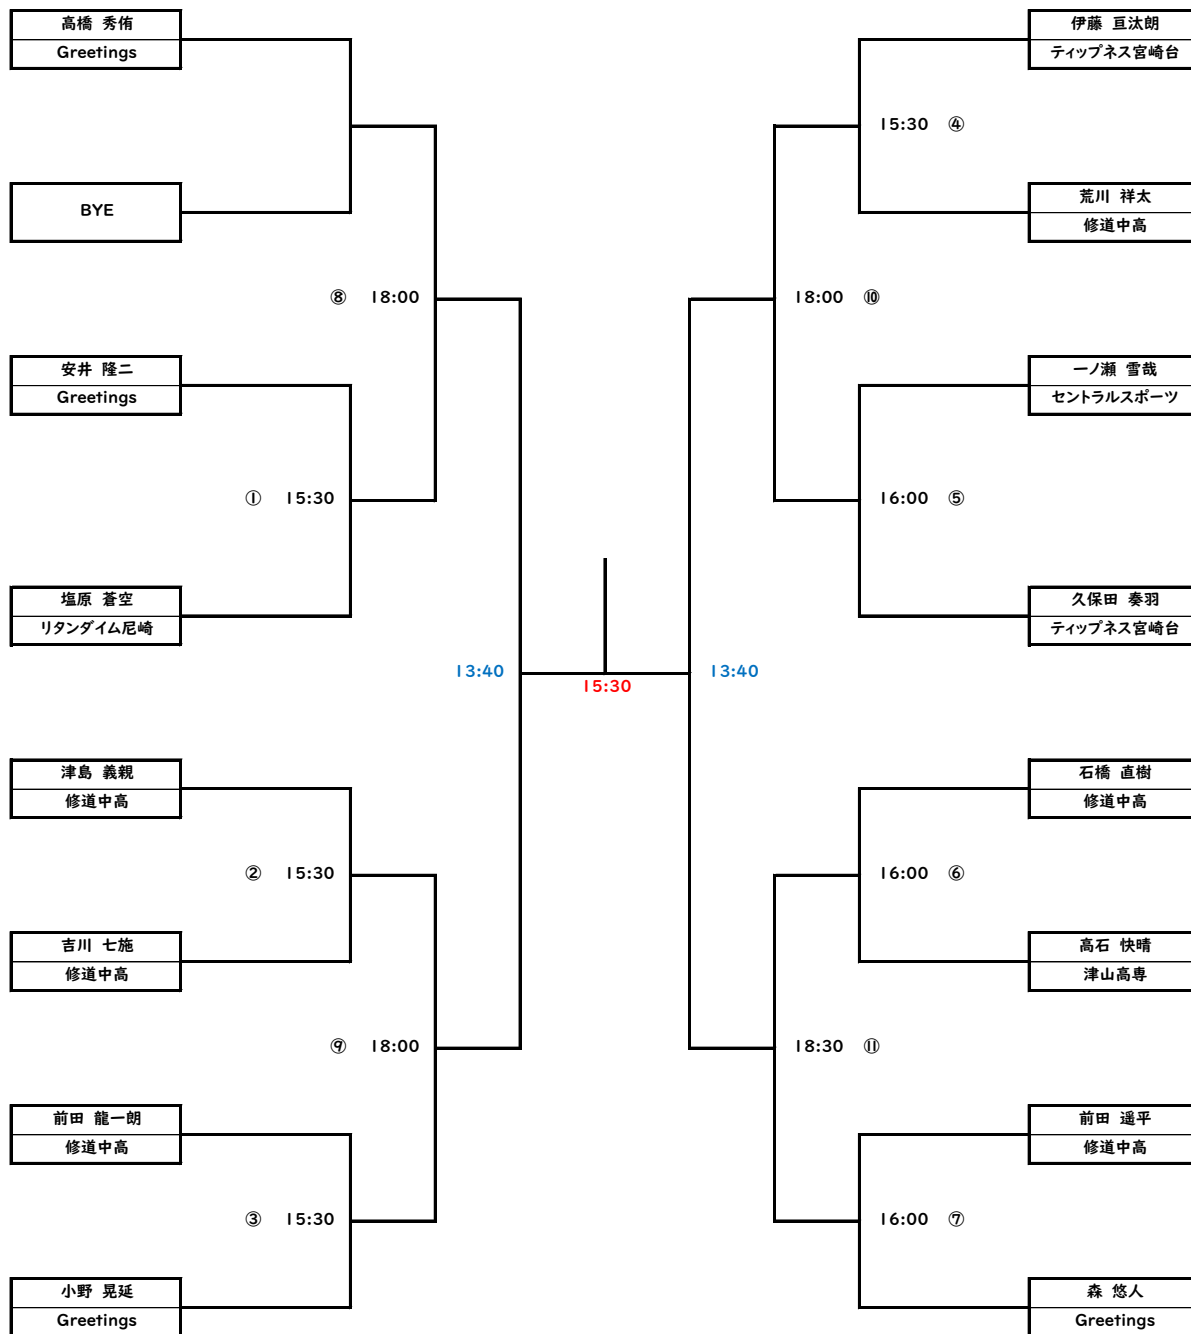 高橋 秀侑
Greetings
BYE
⑧ 18:00
安井 隆二
Greetings
① 15:30
塩原 蒼空
リタンダイム尼崎
13:40
津島 義親
修道中高
② 15:30
吉川 七施
修道中高
⑨ 18:00
前田 龍一朗
修道中高
③ 15:30
小野 晃延
Greetings
15:30
伊藤 亘汰朗
ティップネス宮崎台
15:30 ④
荒川 祥太
修道中高
18:00 ⑩
一ノ瀬 雪哉
セントラルスポーツ
16:00 ⑤
久保田 奏羽
ティップネス宮崎台
13:40
石橋 直樹
修道中高
16:00 ⑥
高石 快晴
津山高専
18:30 ⑪
前田 遥平
修道中高
16:00 ⑦
森 悠人
Greetings